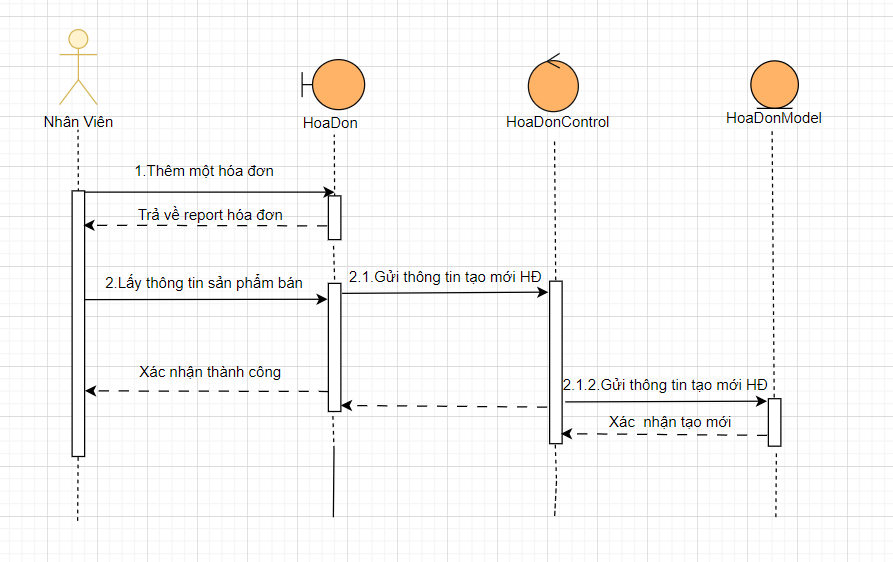 Nhân Viên
HoaDon
HoaDonControl
HoaDonModel
1.Thêm một hóa đơn
Trả về report hóa đơn
2.Lấy thông tin sản phẩm bán
2.1.Gửi thông tin tạo mới HĐ
Xác nhận thành công
2.1.2.Gửi thông tin tạo mới HĐ
Xác  nhận tạo mới